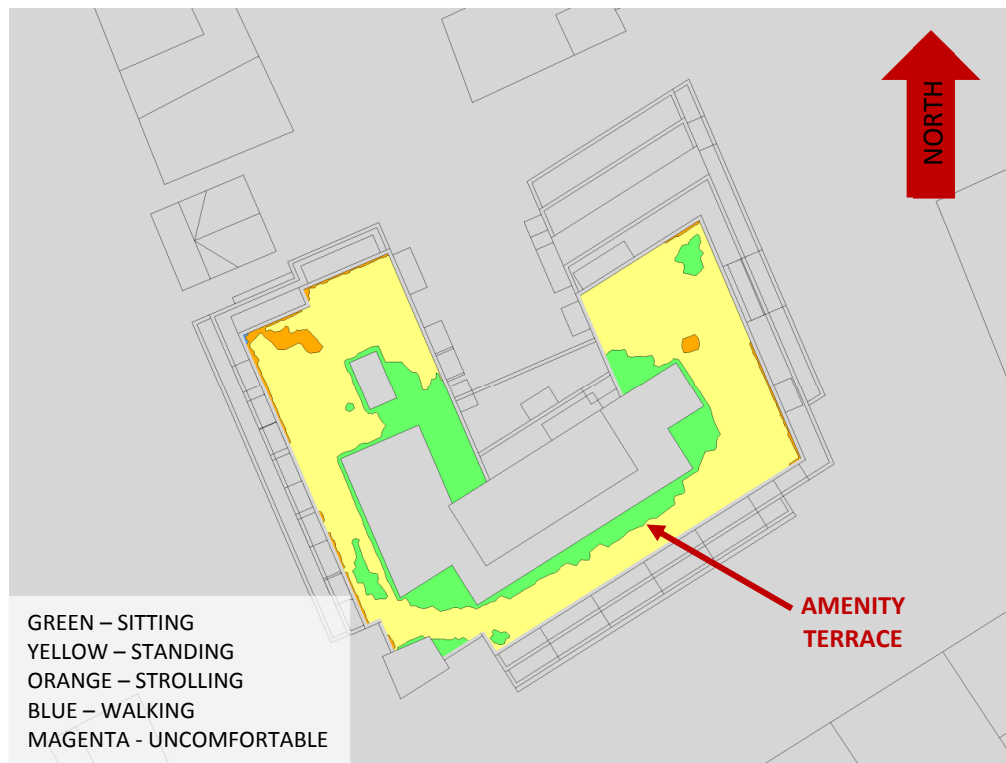 NORTH
AMENITY
TERRACE
GREEN – SITTING
YELLOW – STANDING
ORANGE – STROLLING
BLUE – WALKING
MAGENTA - UNCOMFORTABLE